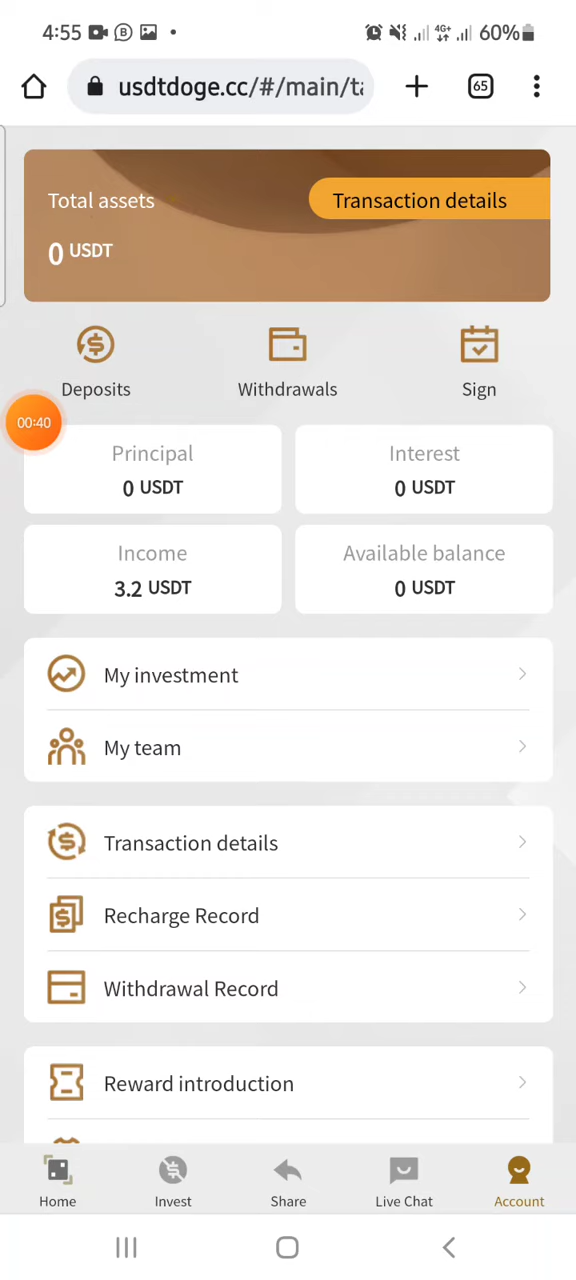 4:55 B 4G+ 60%
usdtdoge.cc/#/main/ta 65
Total assets Transaction details
0 USDT
Deposits Withdrawals Sign
00:40
Principal Interest
0 USDT 0 USDT
Income Available balance
3.2 USDT 0 USDT
My investment
My team
Transaction details
Recharge Record
Withdrawal Record
Reward introduction
Home Invest Share Live Chat Account